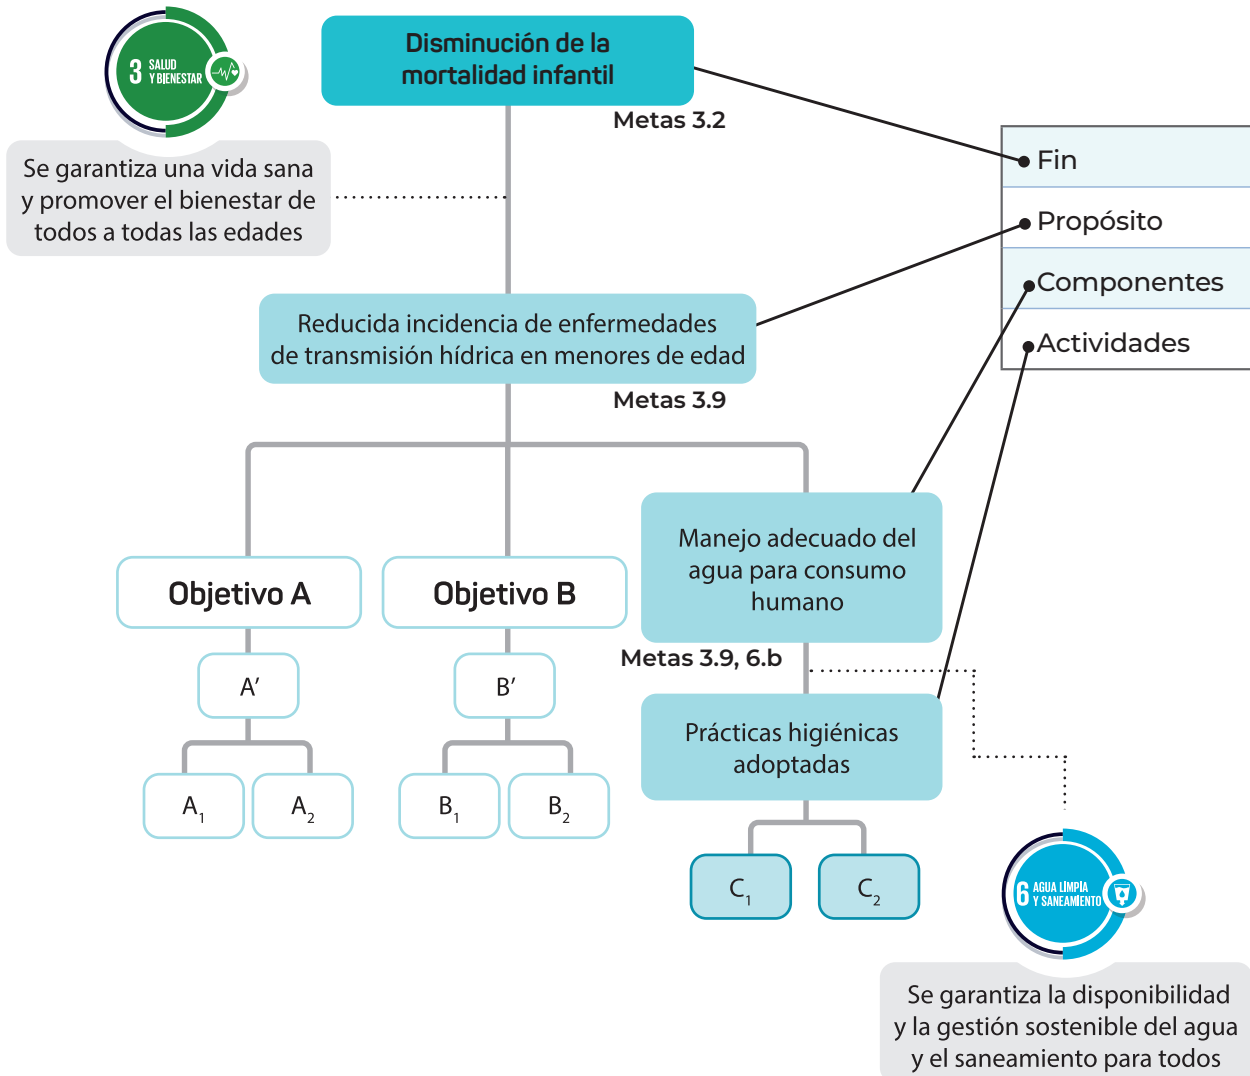 Disminución de la
mortalidad infantil
3 SALUD
Y BIENESTAR
Metas 3.2
Se garantiza una vida sana
y promover el bienestar de
todos a todas las edades
Fin
Propósito
Componentes
Actividades
Reducida incidencia de enfermedades
de transmisión hídrica en menores de edad
Metas 3.9
Objetivo A
Objetivo B
Manejo adecuado del
agua para consumo
humano
Metas 3.9, 6.b
A′
B′
Prácticas higiénicas
adoptadas
A₁
A₂
B₁
B₂
C₁
C₂
6 AGUA LIMPIA
Y SANEAMIENTO
Se garantiza la disponibilidad
y la gestión sostenible del agua
y el saneamiento para todos